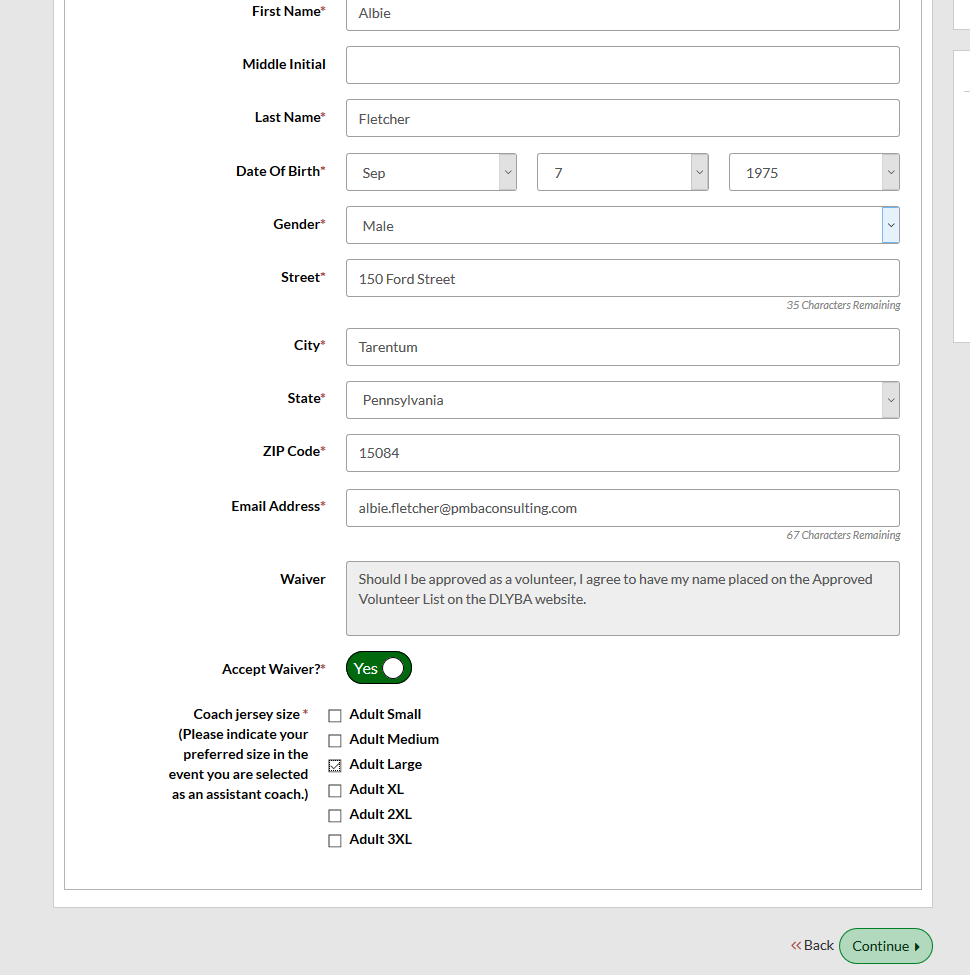 First Name*
Albie
Middle Initial
Last Name*
Fletcher
Date Of Birth*
Sep
7
1975
Gender*
Male
Street*
150 Ford Street
35 Characters Remaining
City*
Tarentum
State*
Pennsylvania
ZIP Code*
15084
Email Address*
albie.fletcher@pmbaconsulting.com
67 Characters Remaining
Waiver
Should I be approved as a volunteer, I agree to have my name placed on the Approved
Volunteer List on the DLYBA website.
Accept Waiver?*
Yes
Coach jersey size *
(Please indicate your
preferred size in the
event you are selected
as an assistant coach.)
Adult Small
Adult Medium
Adult Large
Adult XL
Adult 2XL
Adult 3XL
Back
Continue